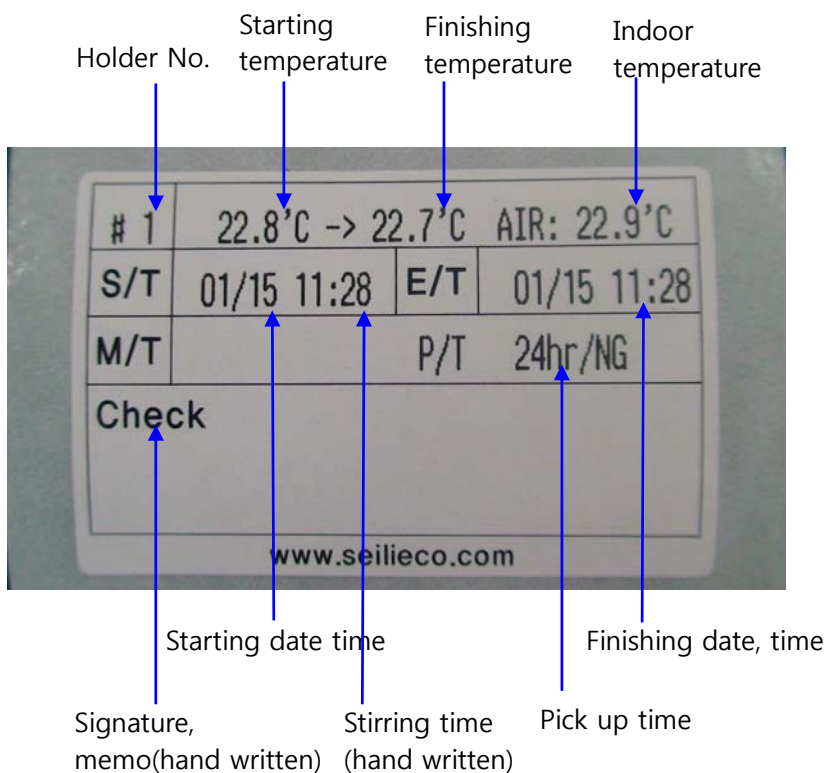 Holder No.
Starting temperature
Finishing temperature
Indoor temperature
# 1 22.8'C -> 22.7'C AIR: 22.9'C
S/T 01/15 11:28 E/T 01/15 11:28
M/T P/T 24hr/NG
Check
www.seilieco.com
Starting date time
Finishing date, time
Signature, memo(hand written)
Stirring time (hand written)
Pick up time